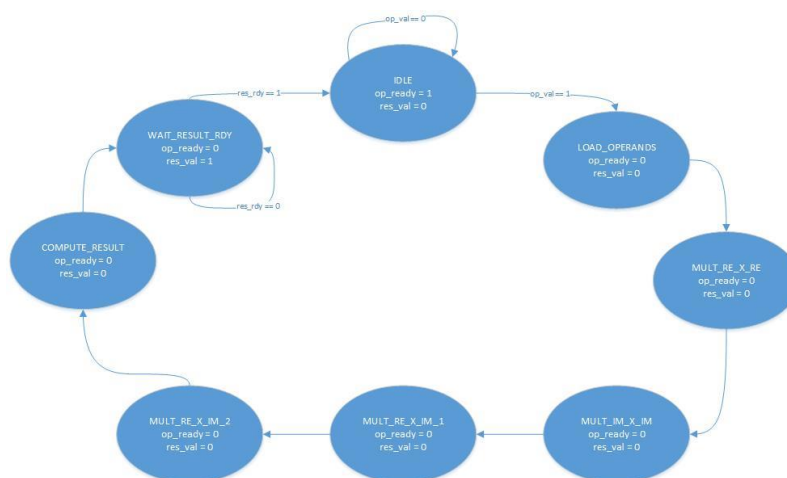 op_val == 0
IDLE
op_ready = 1
res_val = 0
res_rdy == 1
op_val == 1
WAIT_RESULT_RDY
op_ready = 0
res_val = 1
res_rdy == 0
LOAD_OPERANDS
op_ready = 0
res_val = 0
COMPUTE_RESULT
op_ready = 0
res_val = 0
MULT_RE_X_RE
op_ready = 0
res_val = 0
MULT_RE_X_IM_2
op_ready = 0
res_val = 0
MULT_RE_X_IM_1
op_ready = 0
res_val = 0
MULT_IM_X_IM
op_ready = 0
res_val = 0